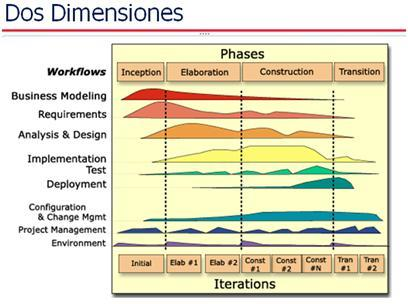 Dos Dimensiones
Phases
Workflows
Inception
Elaboration
Construction
Transition
Business Modeling
Requirements
Analysis & Design
Implementation
Test
Deployment
Configuration
& Change Mgmt
Project Management
Environment
Initial
Elab #1
Elab #2
Const
#1
Const
#2
Const
#N
Tran
#1
Tran
#2
Iterations